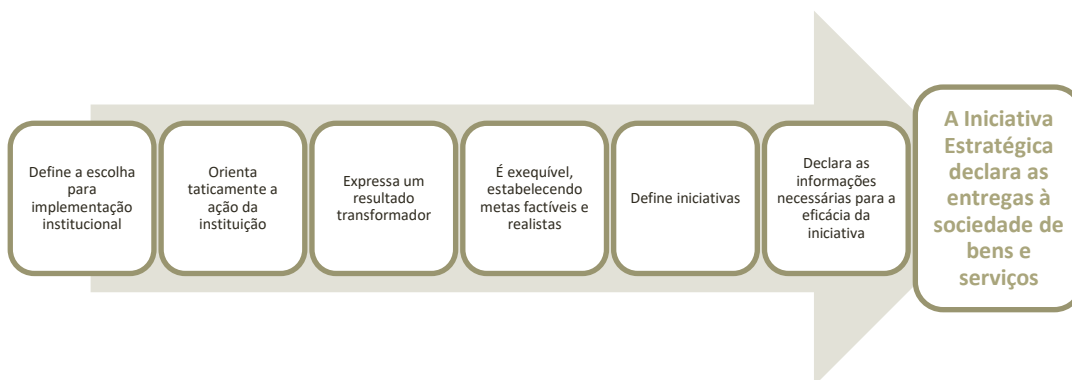 Define a escolha
para
implementação
institucional
Orienta
taticamente a
ação da
instituição
Expressa um
resultado
transformador
É exequível,
estabelecendo
metas factíveis e
realistas
Define iniciativas
Declara as
informações
necessárias para a
eficácia da
iniciativa
A Iniciativa
Estratégica
declara as
entregas à
sociedade de
bens e
serviços